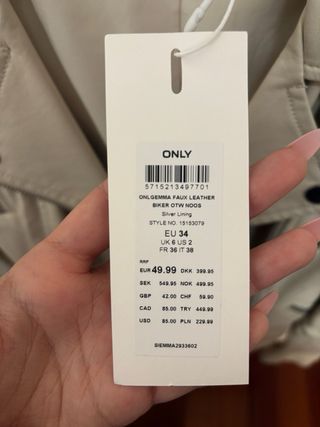 ONLY
5715213497701
ONLGEMMA FAUX LEATHER
BIKER OTW NOOS
Silver Lining
STYLE NO. 15153079
EU 34
UK 6 US 2
FR 36 IT 38
RRP
EUR 49.99 DKK 399.95
SEK 549.95 NOK 499.95
GBP 42.00 CHF 59.90
CAD 85.00 TRY 449.99
USD 85.00 PLN 229.99
SIEMMA2933602